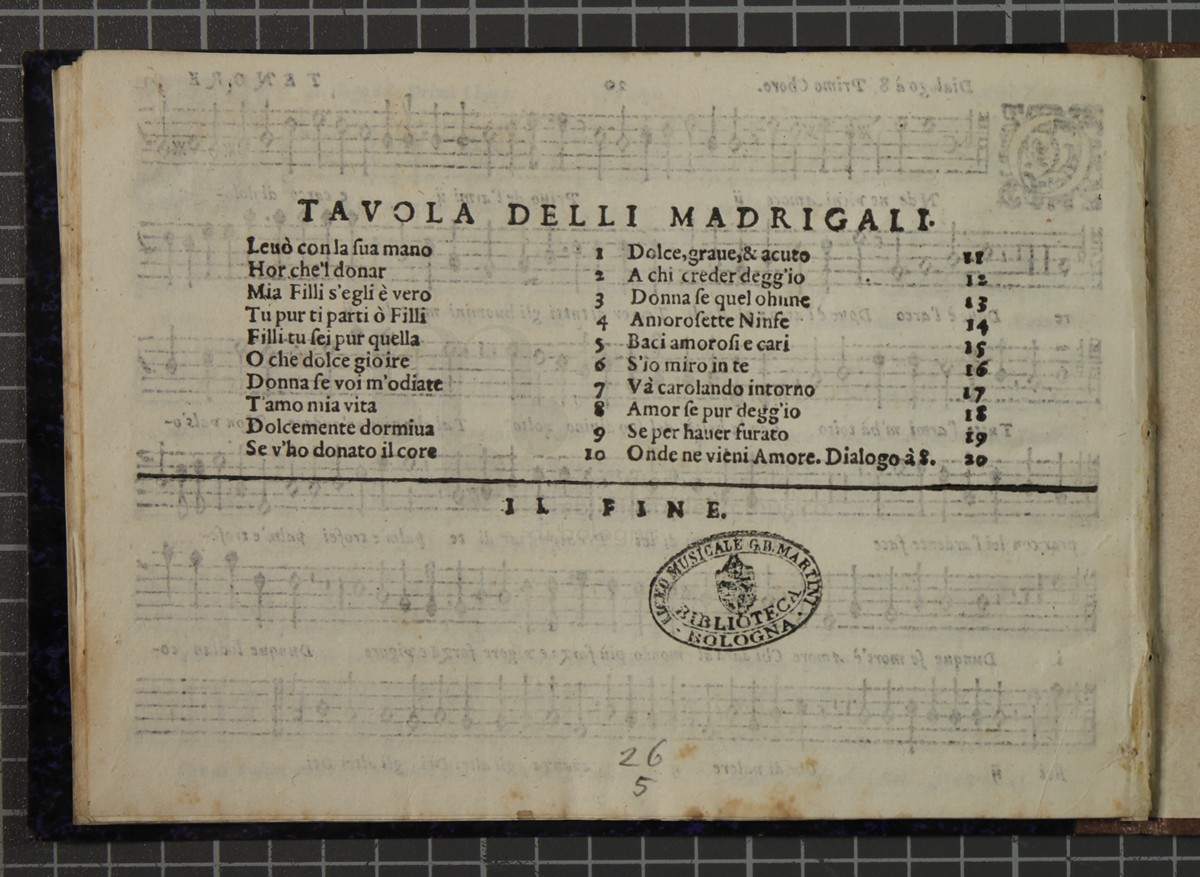 TAVOLA DELLI MADRIGALI.
Leuò con la ſua mano 1
Hor che'l donar 2
Mia Filli s'egli è vero 3
Tu pur ti parti ò Filli 4
Filli tu ſei pur quella 5
O che dolce gioire 6
Donna ſe voi m'odiate 7
T'amo mia vita 8
Dolcemente dormiua 9
Se v'ho donato il core 10
Dolce, graue, & acuto 11
A chi creder degg'io 12
Donna ſe quel ohime 13
Amoroſette Ninfe 14
Baci amoroſi e cari 15
S'io miro in te 16
Và carolando intorno 17
Amor ſe pur degg'io 18
Se per hauer furato 19
Onde ne vieni Amore. Dialogo à 8. 20
IL FINE.
LICEO MUSICALE G.B. MARTINI
BIBLIOTECA
BOLOGNA
26
5